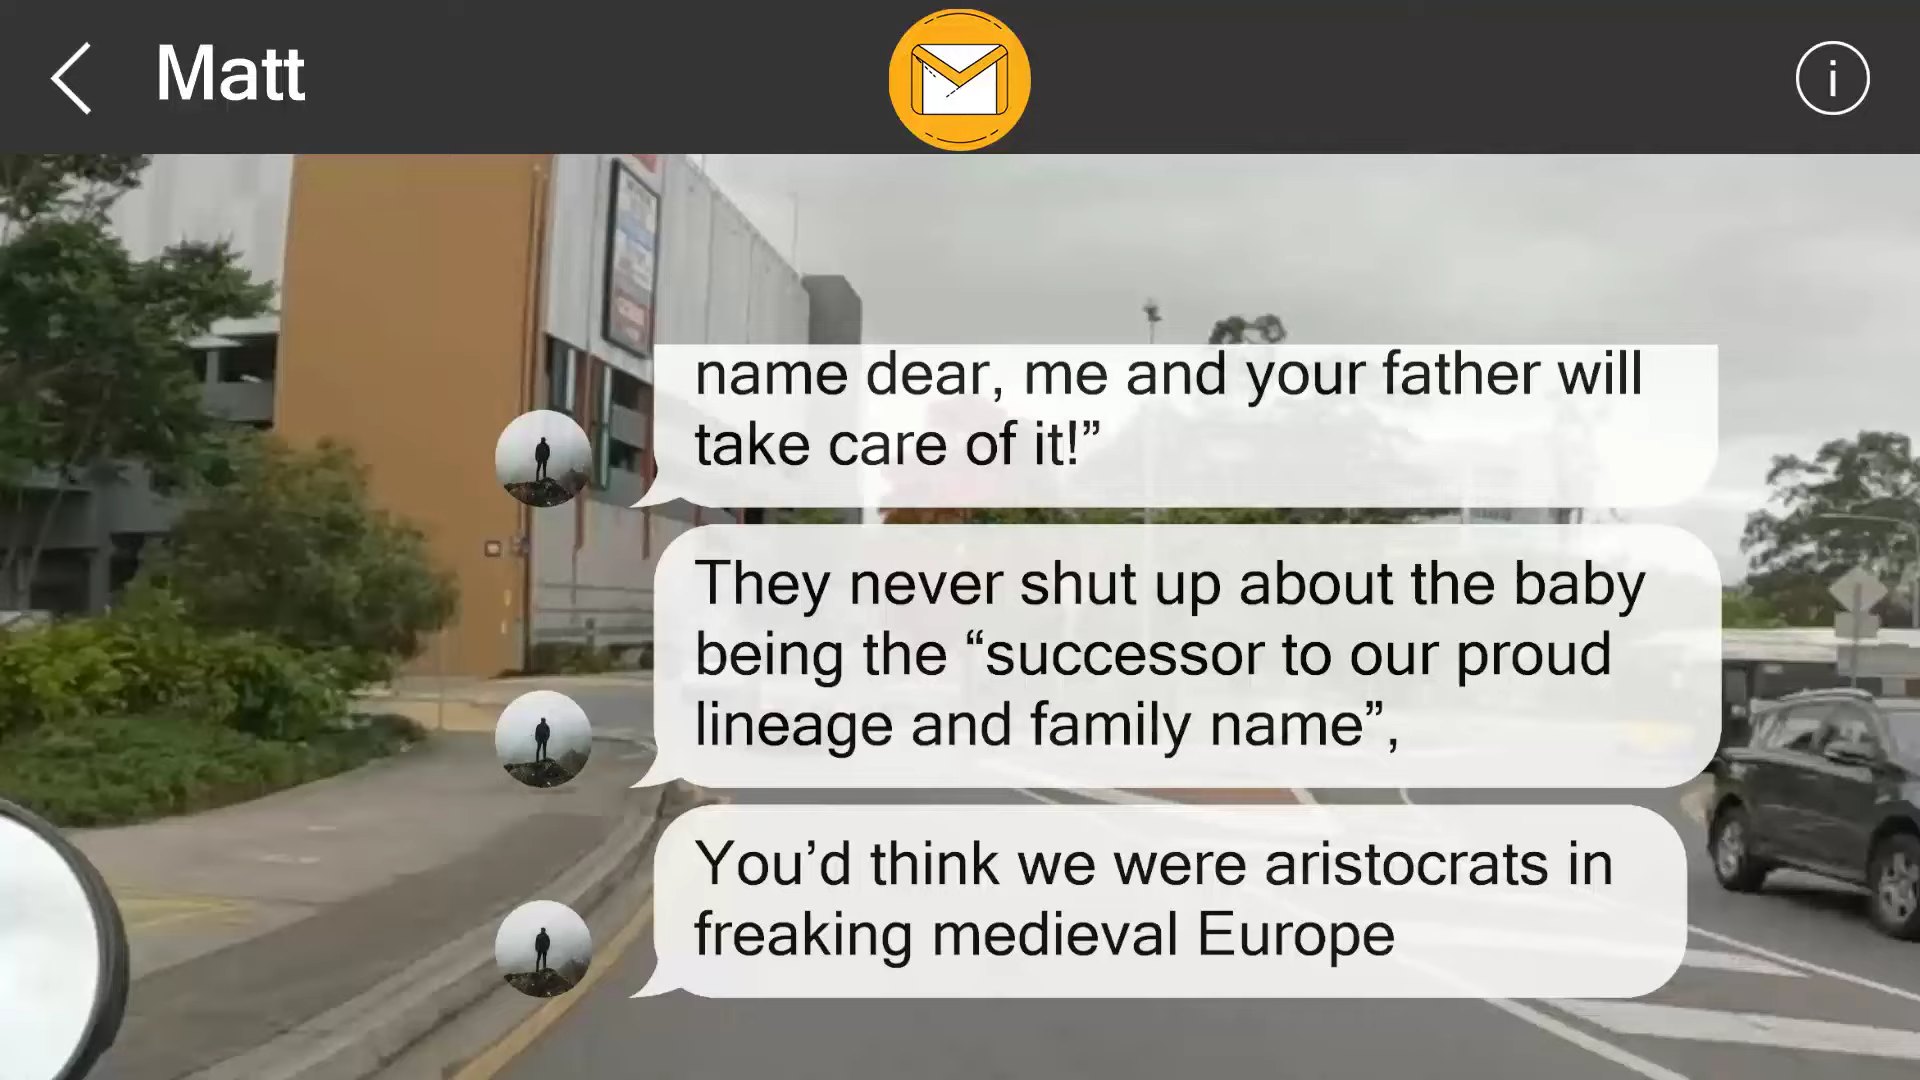 Matt
name dear, me and your father will
take care of it!”
They never shut up about the baby
being the “successor to our proud
lineage and family name”,
You’d think we were aristocrats in
freaking medieval Europe